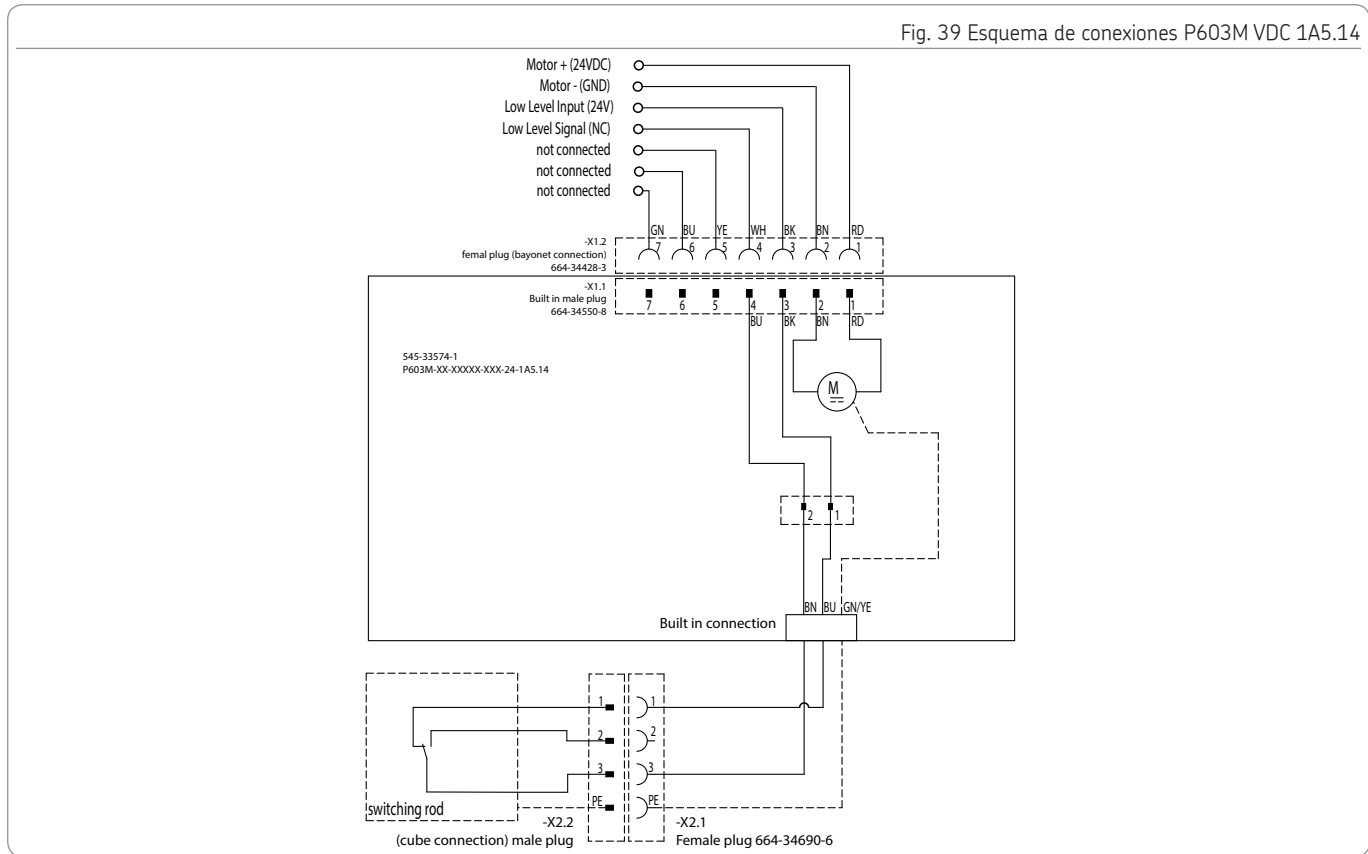 Fig. 39 Esquema de conexiones P603M VDC 1A5.14
Motor + (24VDC)
Motor - (GND)
Low Level Input (24V)
Low Level Signal (NC)
not connected
not connected
not connected
GN BU YE WH BK BN RD
-X1.2
femal plug (bayonet connection)
664-34428-3
7 6 5 4 3 2 1
-X1.1
Built in male plug
664-34550-8
7 6 5 4 3 2 1
BU BK BN RD
545-33574-1
P603M-XX-XXXXX-XXX-24-1A5.14
M
2 1
BN BU GN/YE
Built in connection
1 1
2 2
3 3
PE PE
switching rod
-X2.2
(cube connection) male plug
-X2.1
Female plug 664-34690-6